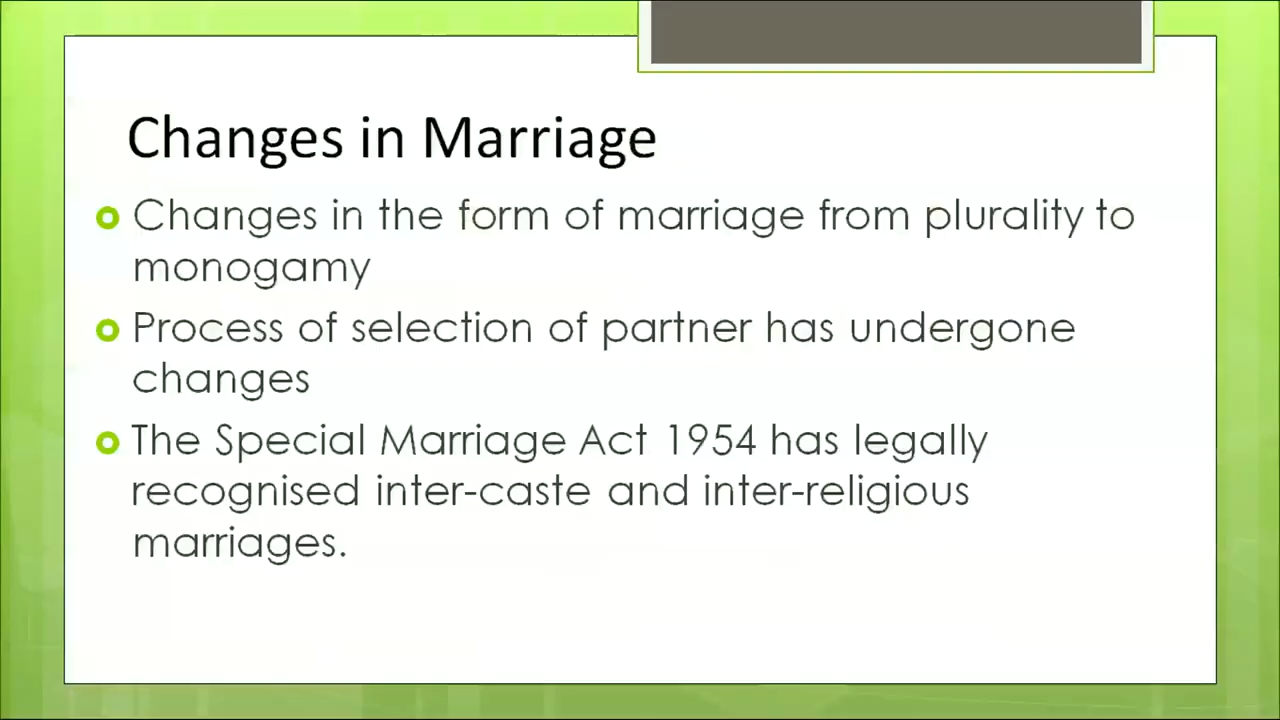 Changes in Marriage
Changes in the form of marriage from plurality to
monogamy
Process of selection of partner has undergone
changes
The Special Marriage Act 1954 has legally
recognised inter-caste and inter-religious
marriages.